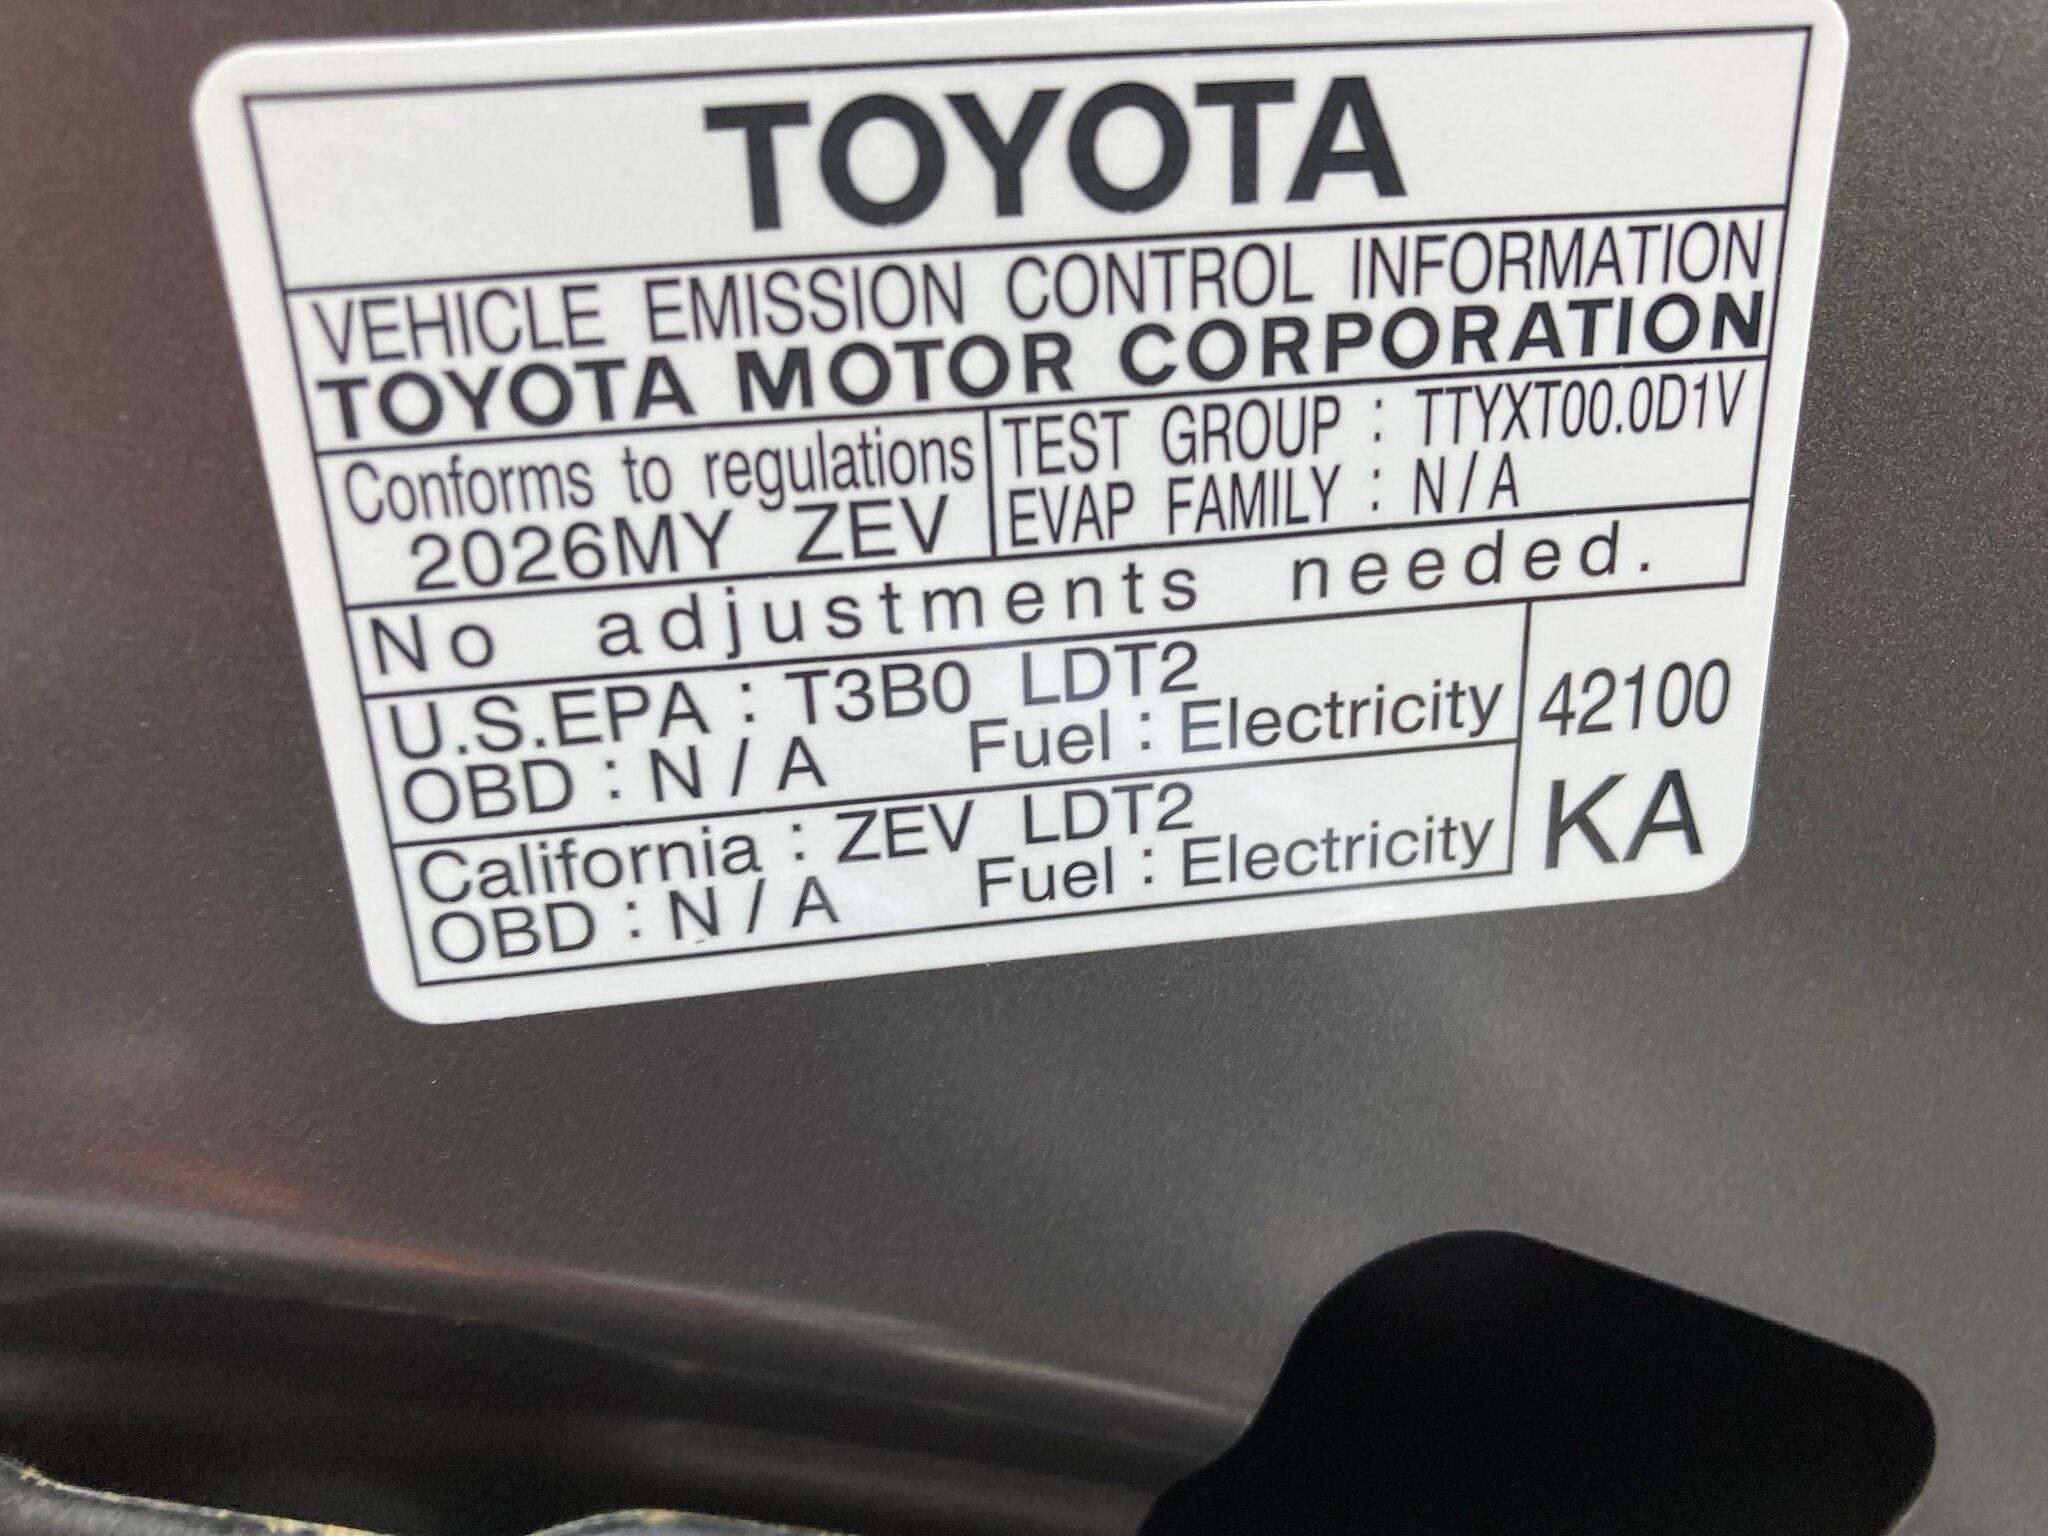 TOYOTA
VEHICLE EMISSION CONTROL INFORMATION
TOYOTA MOTOR CORPORATION
Conforms to regulations
2026MY ZEV
TEST GROUP : TTYXT00.0D1V
EVAP FAMILY : N/A
No adjustments needed.
U.S.EPA : T3B0 LDT2
OBD : N/A Fuel : Electricity
California : ZEV LDT2
OBD : N/A Fuel : Electricity
42100
KA